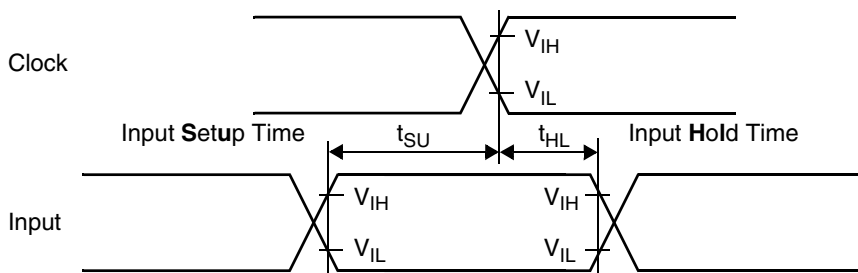 Clock
V_IH
V_IL
Input Setup Time
t_SU
t_HL
Input Hold Time
Input
V_IH
V_IH
V_IL
V_IL